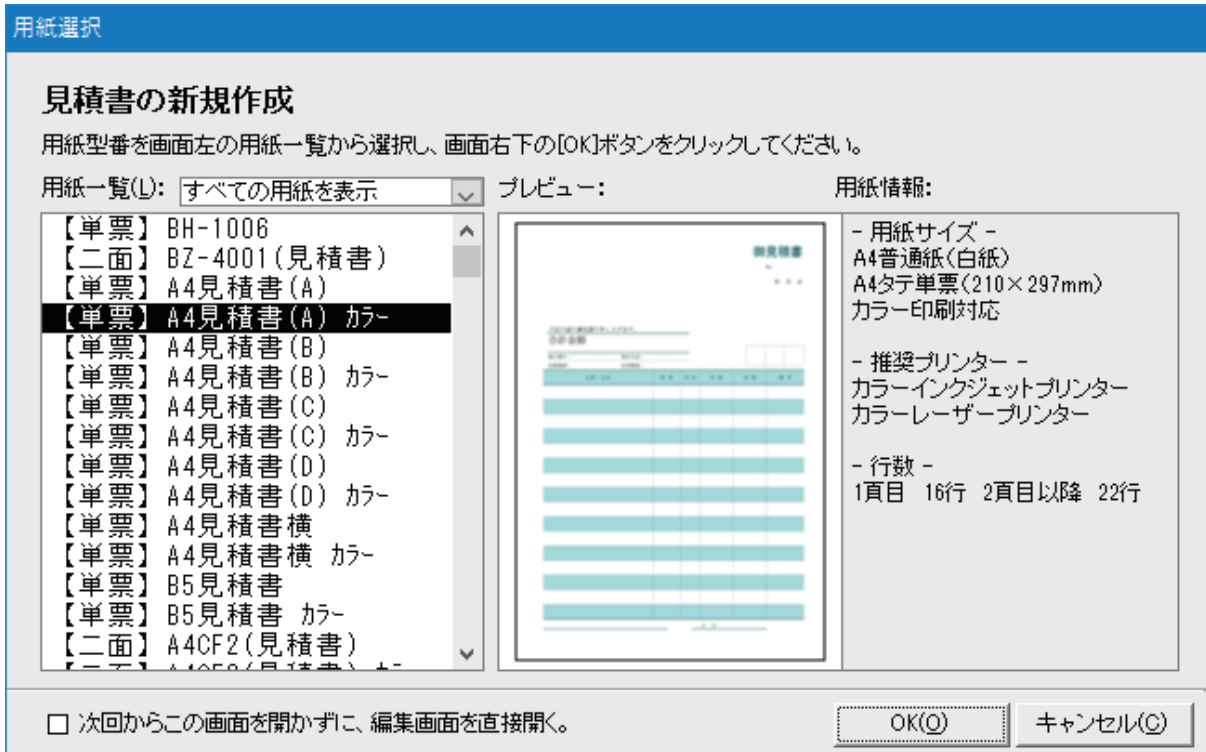 用紙選択
見積書の新規作成
用紙型番を画面左の用紙一覧から選択し、画面右下の[OK]ボタンをクリックしてください。
用紙一覧(L): すべての用紙を表示
【単票】 BH-1006
【二面】 BZ-4001(見積書)
【単票】 A4見積書(A)
【単票】 A4見積書(A) カラー
【単票】 A4見積書(B)
【単票】 A4見積書(B) カラー
【単票】 A4見積書(C)
【単票】 A4見積書(C) カラー
【単票】 A4見積書(D)
【単票】 A4見積書(D) カラー
【単票】 A4見積書横
【単票】 A4見積書横 カラー
【単票】 B5見積書
【単票】 B5見積書 カラー
【二面】 A4CF2(見積書)
プレビュー:
御見積書
合計金額
用紙情報:
- 用紙サイズ -
A4普通紙(白紙)
A4タテ単票(210×297mm)
カラー印刷対応
- 推奨プリンター -
カラーインクジェットプリンター
カラーレーザープリンター
- 行数 -
1頁目 16行 2頁目以降 22行
次回からこの画面を開かずに、編集画面を直接開く。
OK(O)
キャンセル(C)